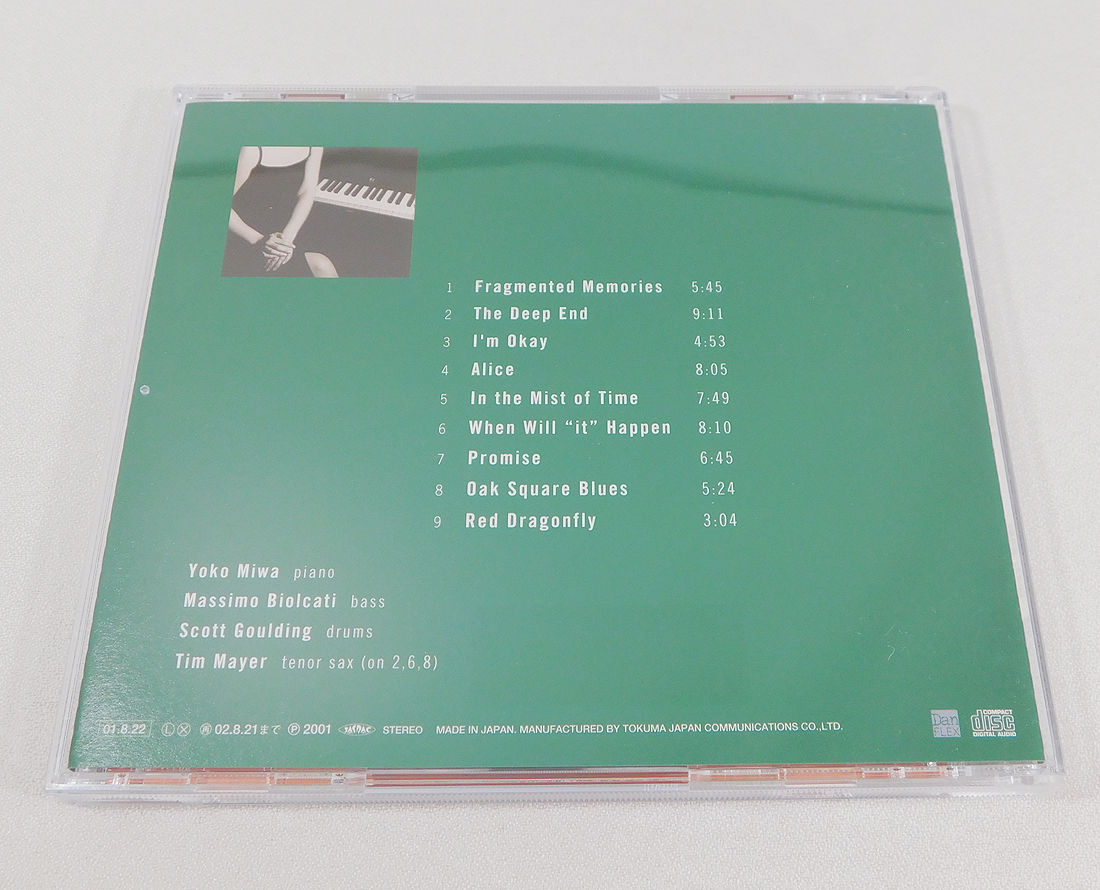 1 Fragmented Memories 5:45
2 The Deep End 9:11
3 I'm Okay 4:53
4 Alice 8:05
5 In the Mist of Time 7:49
6 When Will “it” Happen 8:10
7 Promise 6:45
8 Oak Square Blues 5:24
9 Red Dragonfly 3:04
Yoko Miwa piano
Massimo Biolcati bass
Scott Goulding drums
Tim Mayer tenor sax (on 2,6,8)
01.8.22 Ⓛ Ⓧ 再 02.8.21まで Ⓟ 2001 STEREO MADE IN JAPAN. MANUFACTURED BY TOKUMA JAPAN COMMUNICATIONS CO.,LTD.
Dan FLEX
COMPACT disc DIGITAL AUDIO